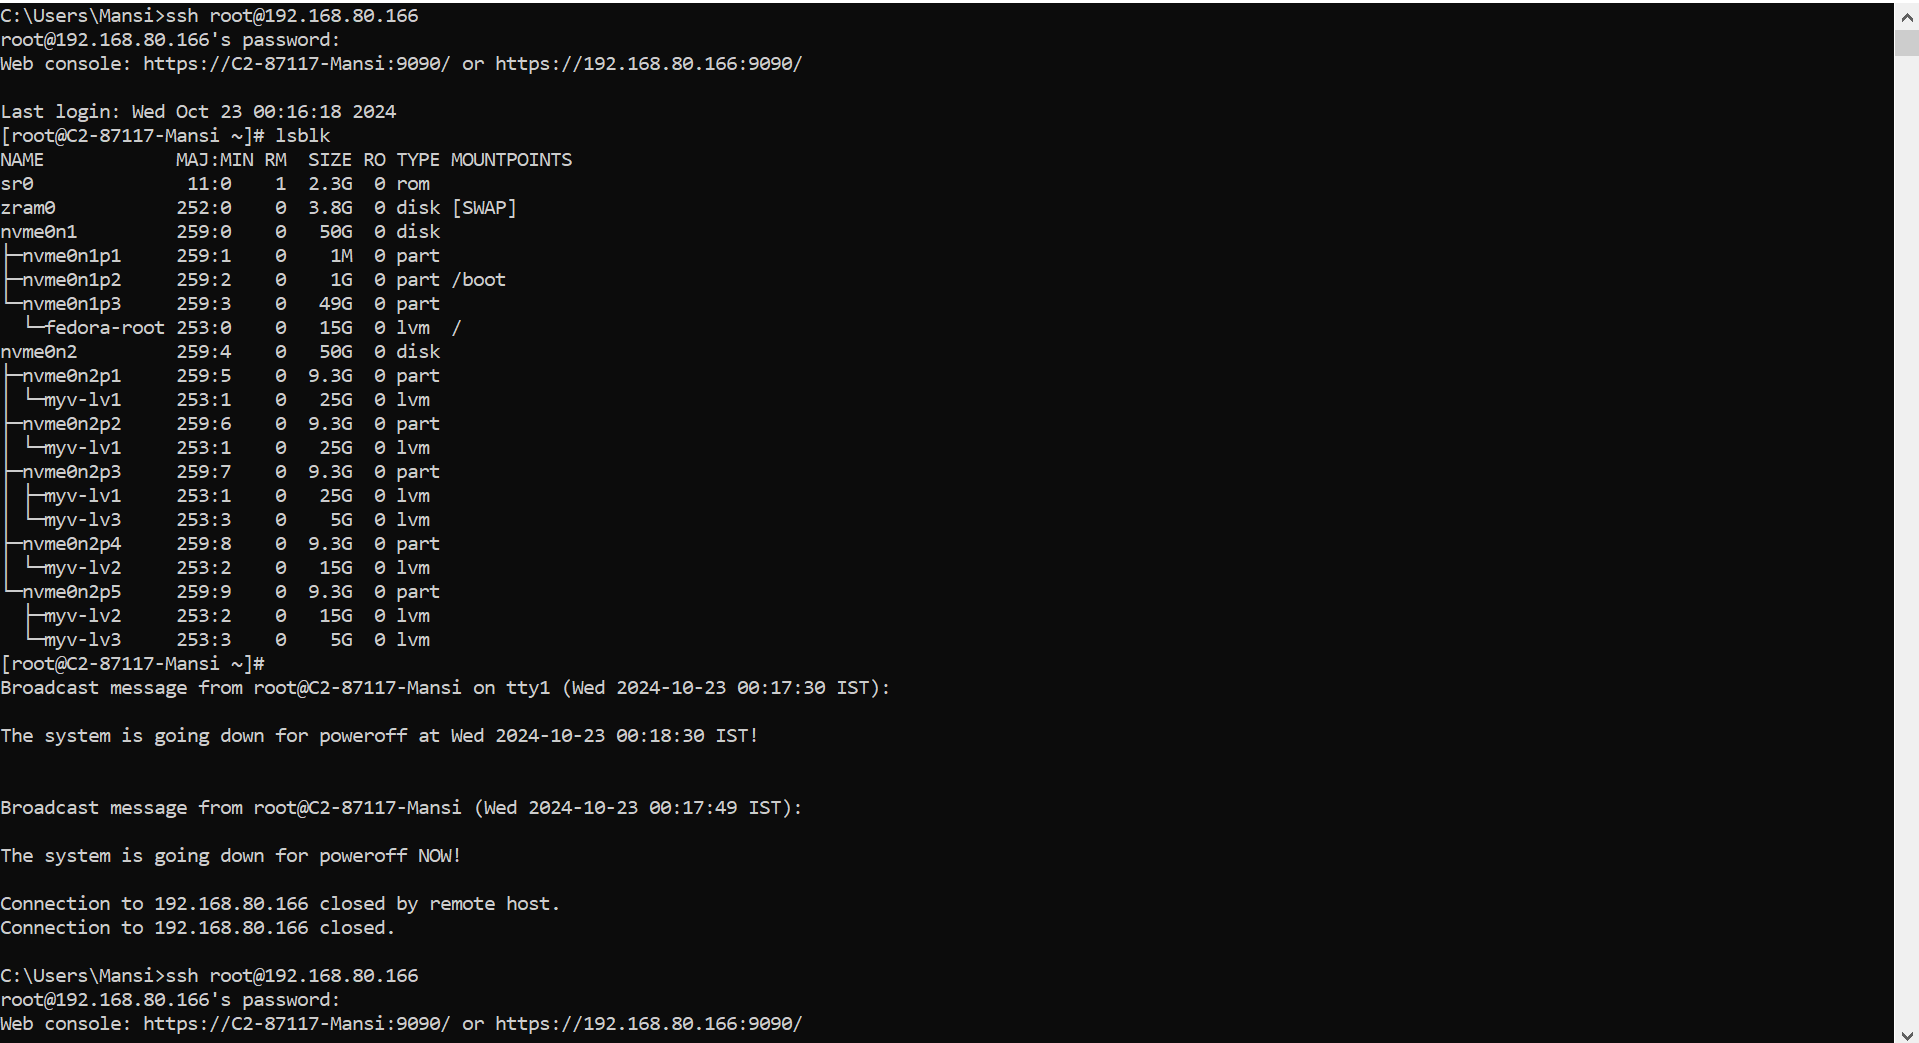 C:\Users\Mansi>ssh root@192.168.80.166
root@192.168.80.166's password:
Web console: https://C2-87117-Mansi:9090/ or https://192.168.80.166:9090/

Last login: Wed Oct 23 00:16:18 2024
[root@C2-87117-Mansi ~]# lsblk
NAME            MAJ:MIN RM  SIZE RO TYPE MOUNTPOINTS
sr0              11:0    1  2.3G  0 rom
zram0           252:0    0  3.8G  0 disk [SWAP]
nvme0n1         259:0    0   50G  0 disk
├─nvme0n1p1     259:1    0    1M  0 part
├─nvme0n1p2     259:2    0    1G  0 part /boot
└─nvme0n1p3     259:3    0   49G  0 part
  └─fedora-root 253:0    0   15G  0 lvm  /
nvme0n2         259:4    0   50G  0 disk
├─nvme0n2p1     259:5    0  9.3G  0 part
│ └─myv-lv1     253:1    0   25G  0 lvm
├─nvme0n2p2     259:6    0  9.3G  0 part
│ └─myv-lv1     253:1    0   25G  0 lvm
├─nvme0n2p3     259:7    0  9.3G  0 part
│ ├─myv-lv1     253:1    0   25G  0 lvm
│ └─myv-lv3     253:3    0    5G  0 lvm
├─nvme0n2p4     259:8    0  9.3G  0 part
│ └─myv-lv2     253:2    0   15G  0 lvm
└─nvme0n2p5     259:9    0  9.3G  0 part
  ├─myv-lv2     253:2    0   15G  0 lvm
  └─myv-lv3     253:3    0    5G  0 lvm
[root@C2-87117-Mansi ~]#
Broadcast message from root@C2-87117-Mansi on tty1 (Wed 2024-10-23 00:17:30 IST):

The system is going down for poweroff at Wed 2024-10-23 00:18:30 IST!


Broadcast message from root@C2-87117-Mansi (Wed 2024-10-23 00:17:49 IST):

The system is going down for poweroff NOW!

Connection to 192.168.80.166 closed by remote host.
Connection to 192.168.80.166 closed.

C:\Users\Mansi>ssh root@192.168.80.166
root@192.168.80.166's password:
Web console: https://C2-87117-Mansi:9090/ or https://192.168.80.166:9090/